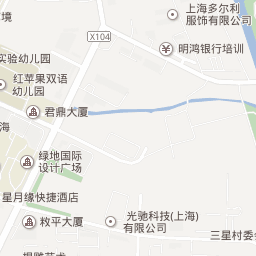 境
上海多尔利
服饰有限公司
X104
明鸿银行培训
实验幼儿园
红苹果双语
幼儿园
君鼎大厦
海
绿地国际
设计广场
星月缘快捷酒店
敉平大厦
光驰科技(上海)
有限公司
三星村委会